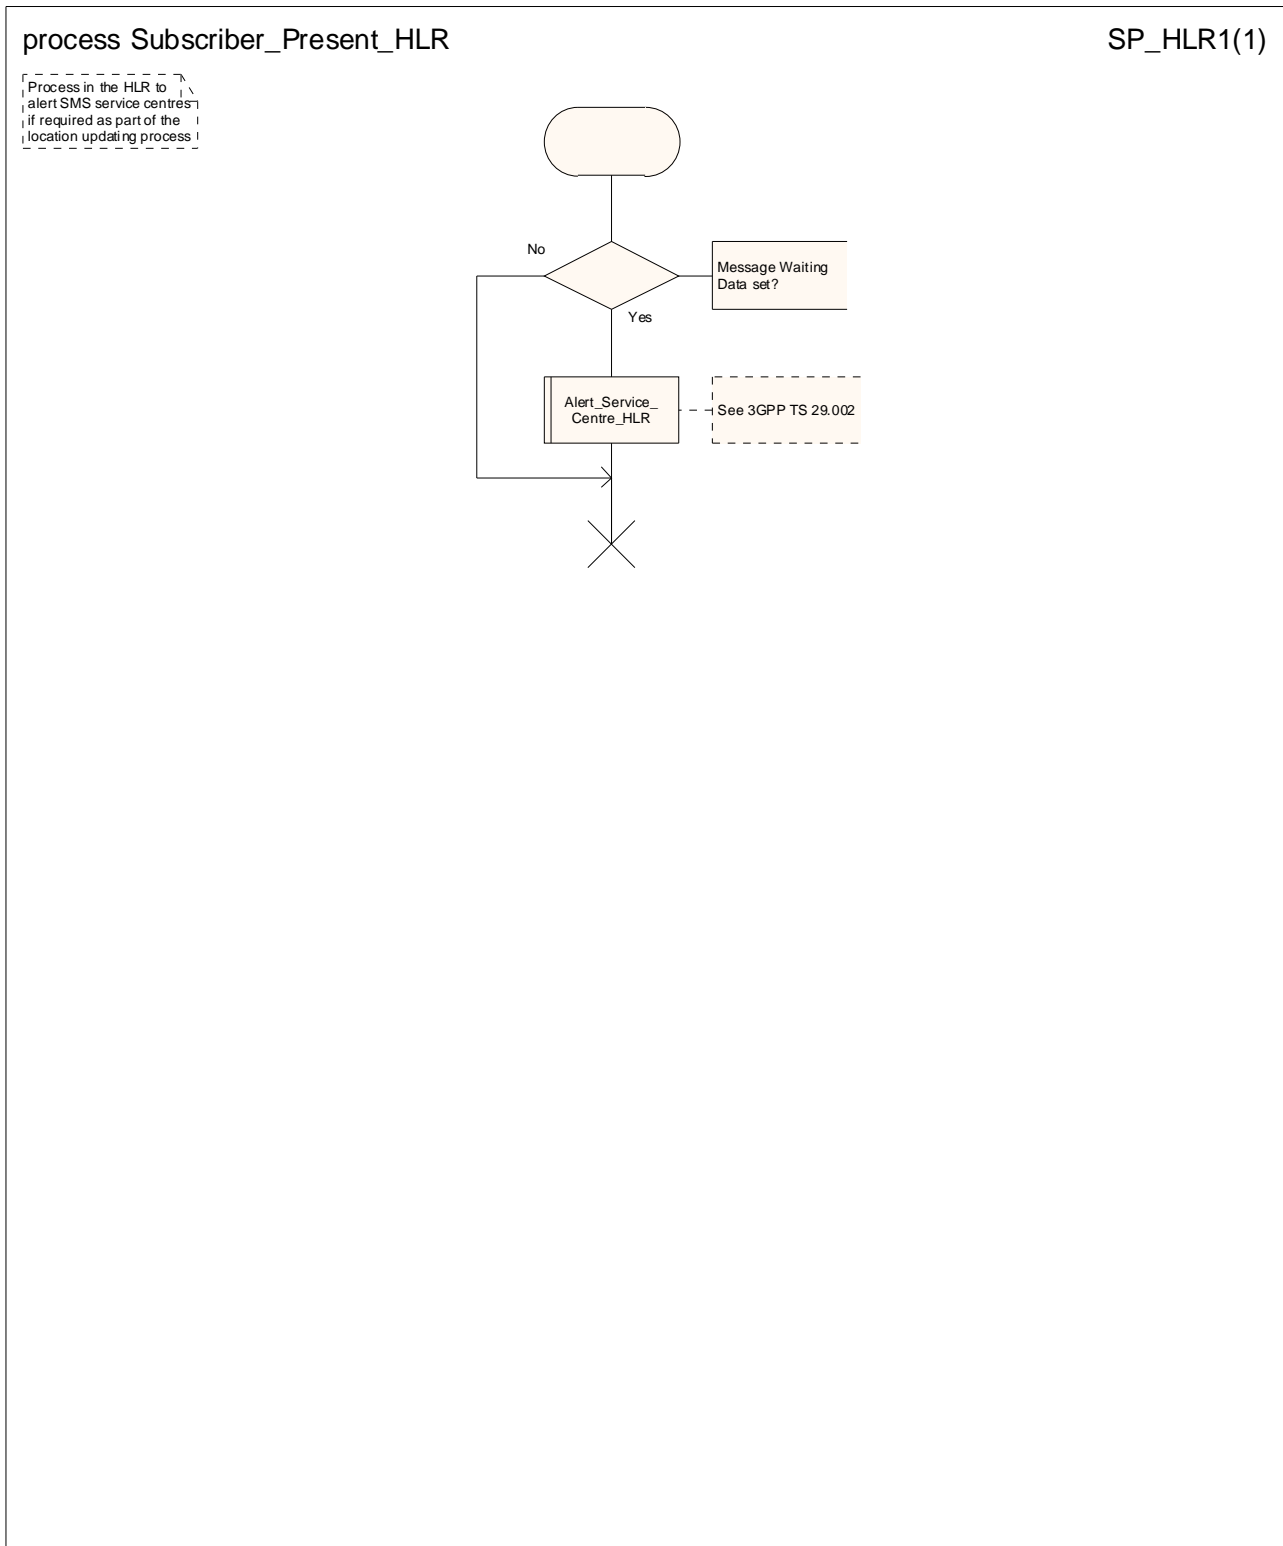 process Subscriber_Present_HLR
SP_HLR1(1)
Process in the HLR to
alert SMS service centres
if required as part of the
location updating process
No
Message Waiting
Data set?
Yes
Alert_Service_
Centre_HLR
See 3GPP TS 29.002